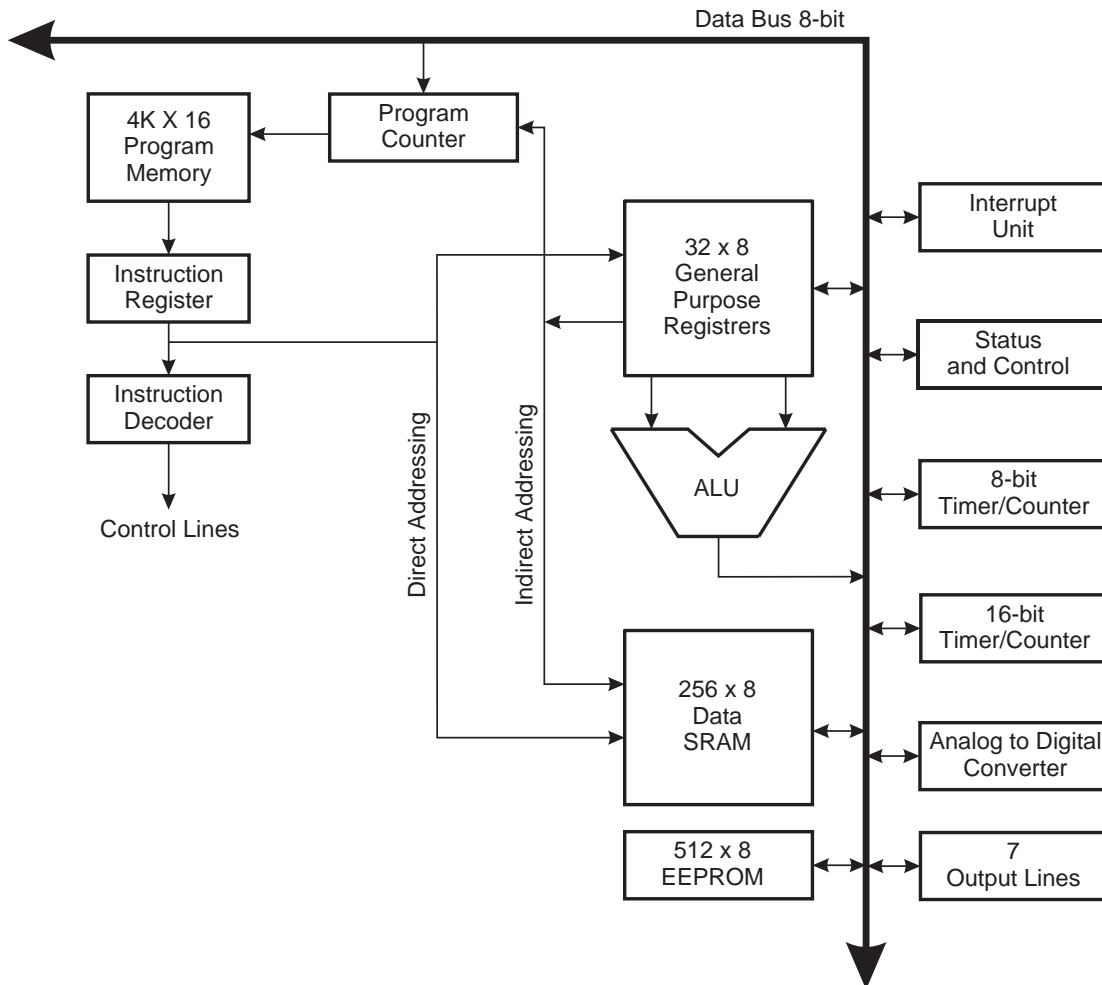 Data Bus 8-bit
4K X 16
Program
Memory
Program
Counter
Instruction
Register
Instruction
Decoder
Control Lines
Direct Addressing
Indirect Addressing
32 x 8
General
Purpose
Registrers
ALU
256 x 8
Data
SRAM
512 x 8
EEPROM
Interrupt
Unit
Status
and Control
8-bit
Timer/Counter
16-bit
Timer/Counter
Analog to Digital
Converter
7
Output Lines